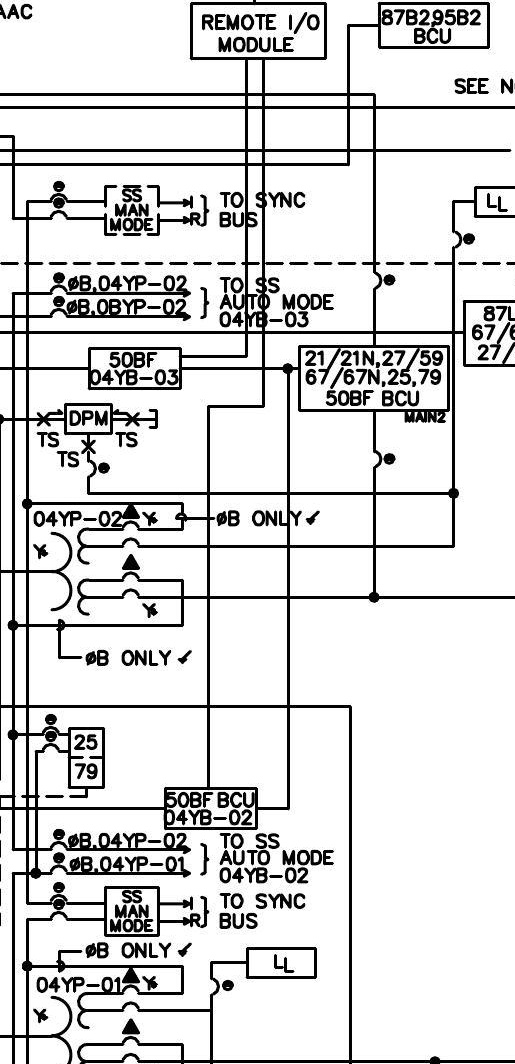 AAC
REMOTE I/O
MODULE
87B2,95B2
BCU
SEE N
SS
MAN
MODE
I
R
TO SYNC
BUS
LL
ØB.04YP-02
ØB.0BYP-02
TO SS
AUTO MODE
04YB-03
87L
67/6
27/
50BF
04YB-03
21/21N,27/59
67/67N,25,79
50BF BCU
MAIN2
DPM
TS
TS
TS
04YP-02
ØB ONLY
ØB ONLY
25
79
50BF BCU
04YB-02
ØB.04YP-02
ØB.04YP-01
TO SS
AUTO MODE
04YB-02
SS
MAN
MODE
I
R
TO SYNC
BUS
ØB ONLY
LL
04YP-01